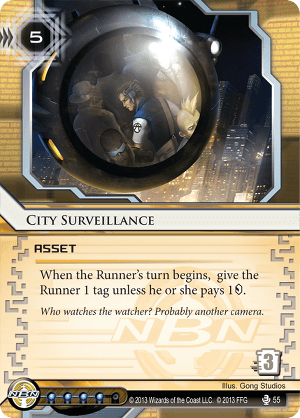 5
CITY SURVEILLANCE
ASSET
When the Runner's turn begins, give the
Runner 1 tag unless he or she pays 1.
Who watches the watcher? Probably another camera.
NBN
3
Illus. Gong Studios
NBN
© 2013 Wizards of the Coast LLC. © 2013 FFG
55